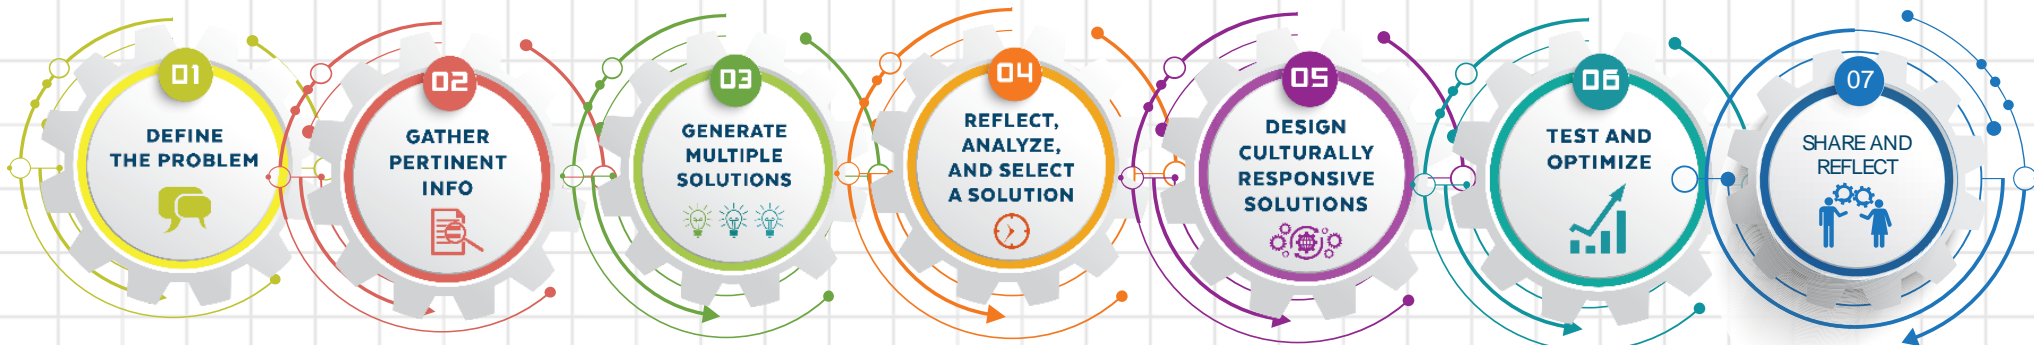 01
DEFINE
THE PROBLEM
02
GATHER
PERTINENT
INFO
03
GENERATE
MULTIPLE
SOLUTIONS
04
REFLECT,
ANALYZE,
AND SELECT
A SOLUTION
05
DESIGN
CULTURALLY
RESPONSIVE
SOLUTIONS
06
TEST AND
OPTIMIZE
07
SHARE AND
REFLECT